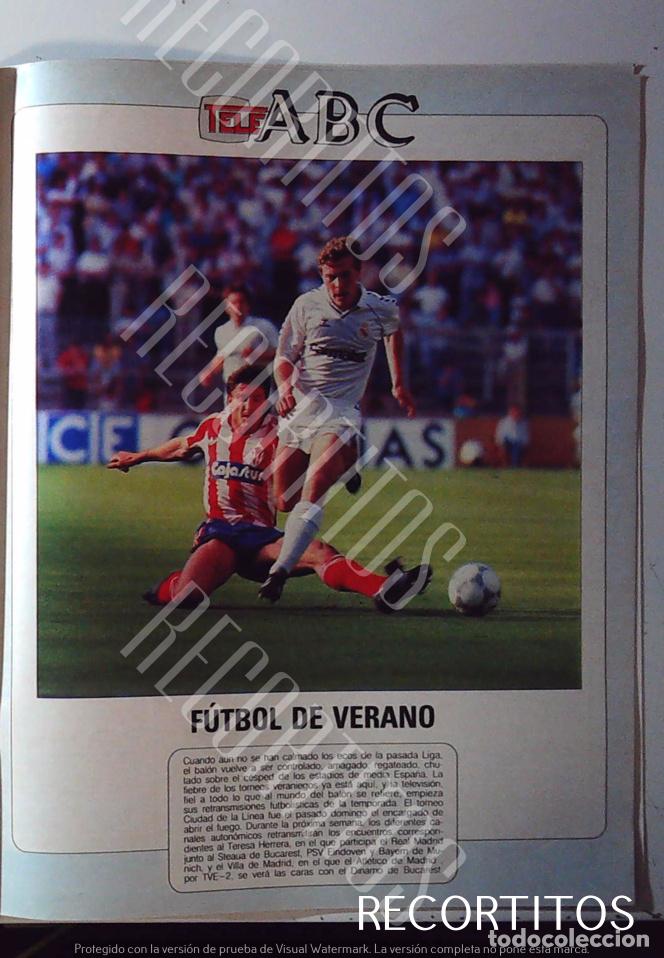 TELE ABC
ICE
AS
Cajastur
FÚTBOL DE VERANO
Cuando aún no se han calmado los ecos de la pasada Liga,
el balón vuelve a ser controlado, amagado, regateado, chu-
tado sobre el césped de los estadios de media España. La
fiebre de los torneos veraniegos ya está aquí, y la televisión,
fiel a todo lo que al mundo del balón se refiere, empieza
sus retransmisiones futbolísticas de la temporada. El torneo
Ciudad de la Línea fue el pasado domingo el encargado de
abrir el fuego. Durante la próxima semana, los diferentes ca-
nales autonómicos retransmitirán los encuentros correspon-
dientes al Teresa Herrera, en el que participa el Real Madrid
junto al Steaua de Bucarest, PSV Eindoven y Bayern de Mu-
nich, y el Villa de Madrid, en el que el Atlético de Madrid,
por TVE-2, se verá las caras con el Dinamo de Bucarest
RECORTITOS
RECORTITOS
RECORTITOS
RECORTITOS
RECORTITOS
todocoleccion
Protegido con la versión de prueba de Visual Watermark. La versión completa no pone esta marca.